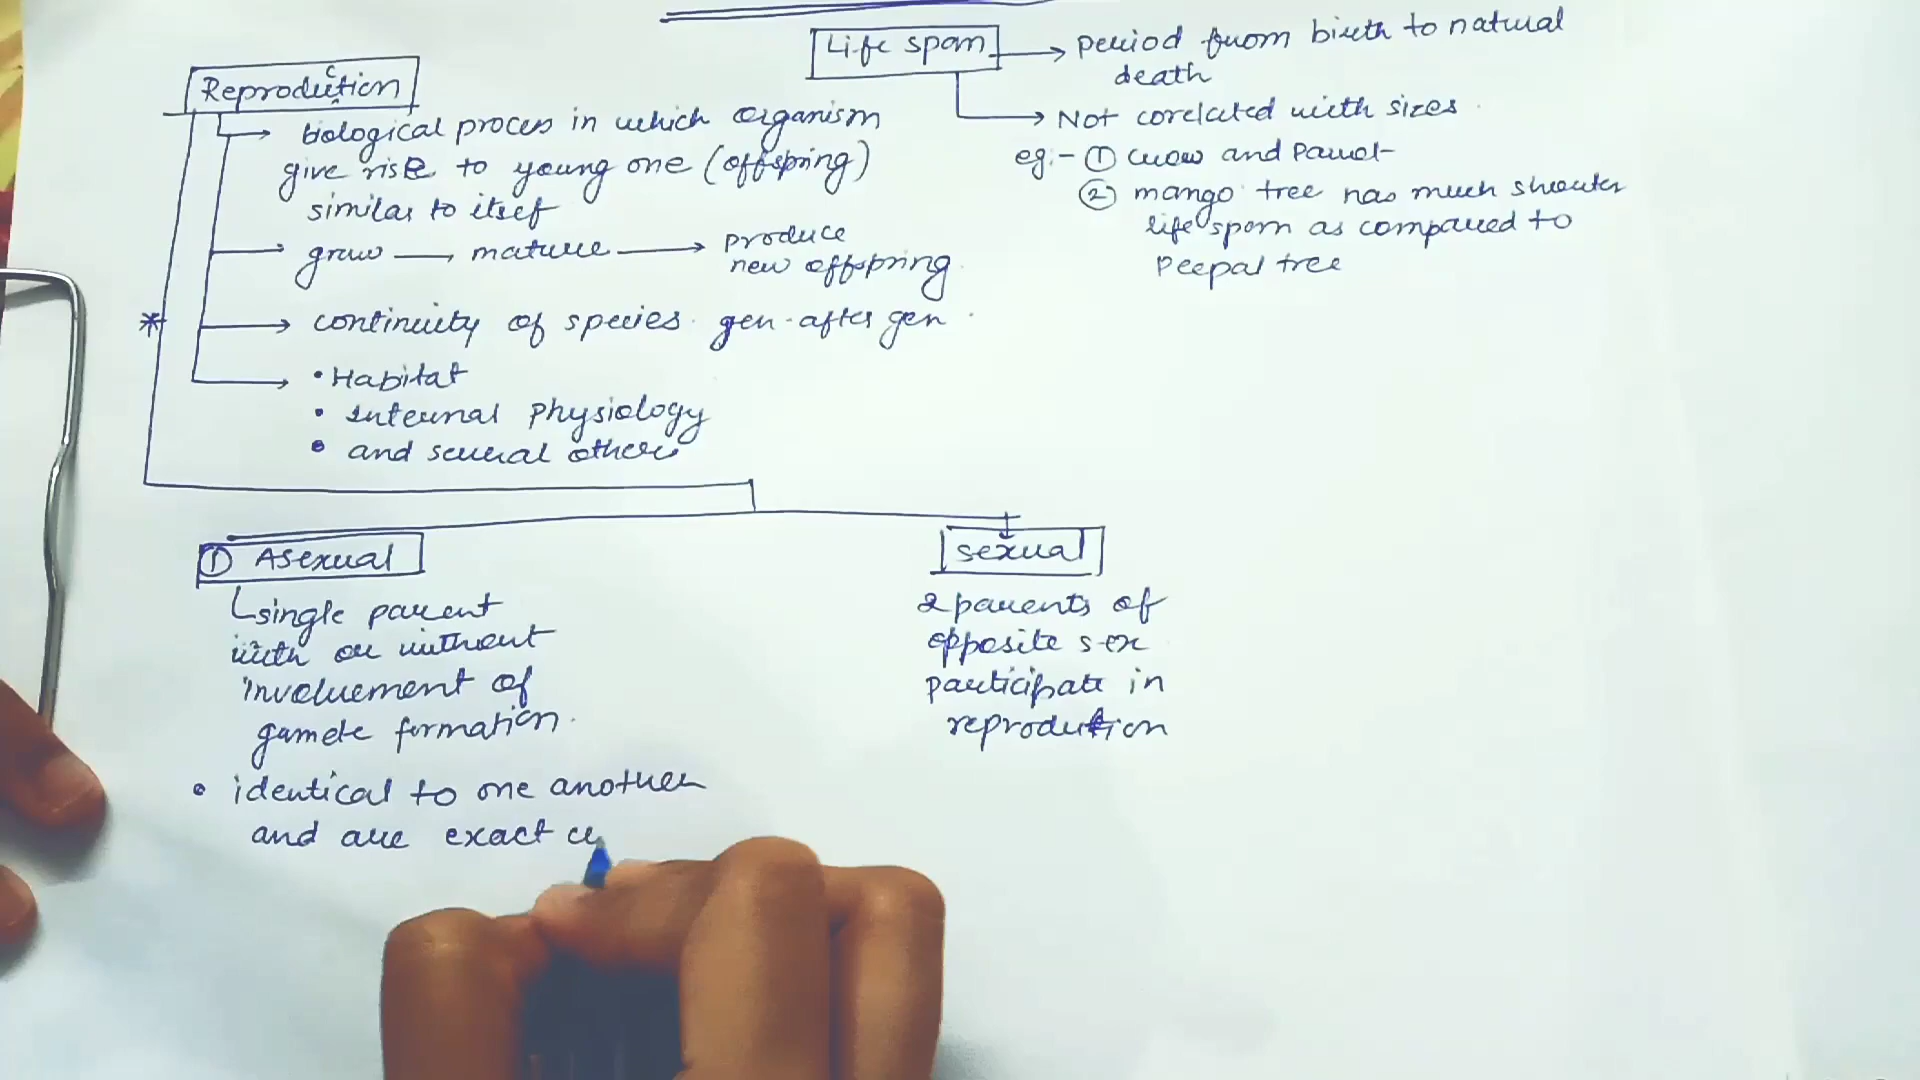 Life span → period from birth to natural
death
→ Not corelated with sizes
eg:- ① crow and Parrot
② mango tree has much shorter
life span as compared to
Peepal tree
Reproduction
→ biological process in which organism
give rise to young one (offspring)
similar to itself
→ grow → mature → produce
new offspring
* → continuity of species gen-after gen
→ • Habitat
• internal physiology
• and several others
① Asexual
single parent
with or without
involvement of
gamete formation.
• identical to one another
and are exact
sexual
2 parents of
opposite sex
participate in
reproduction